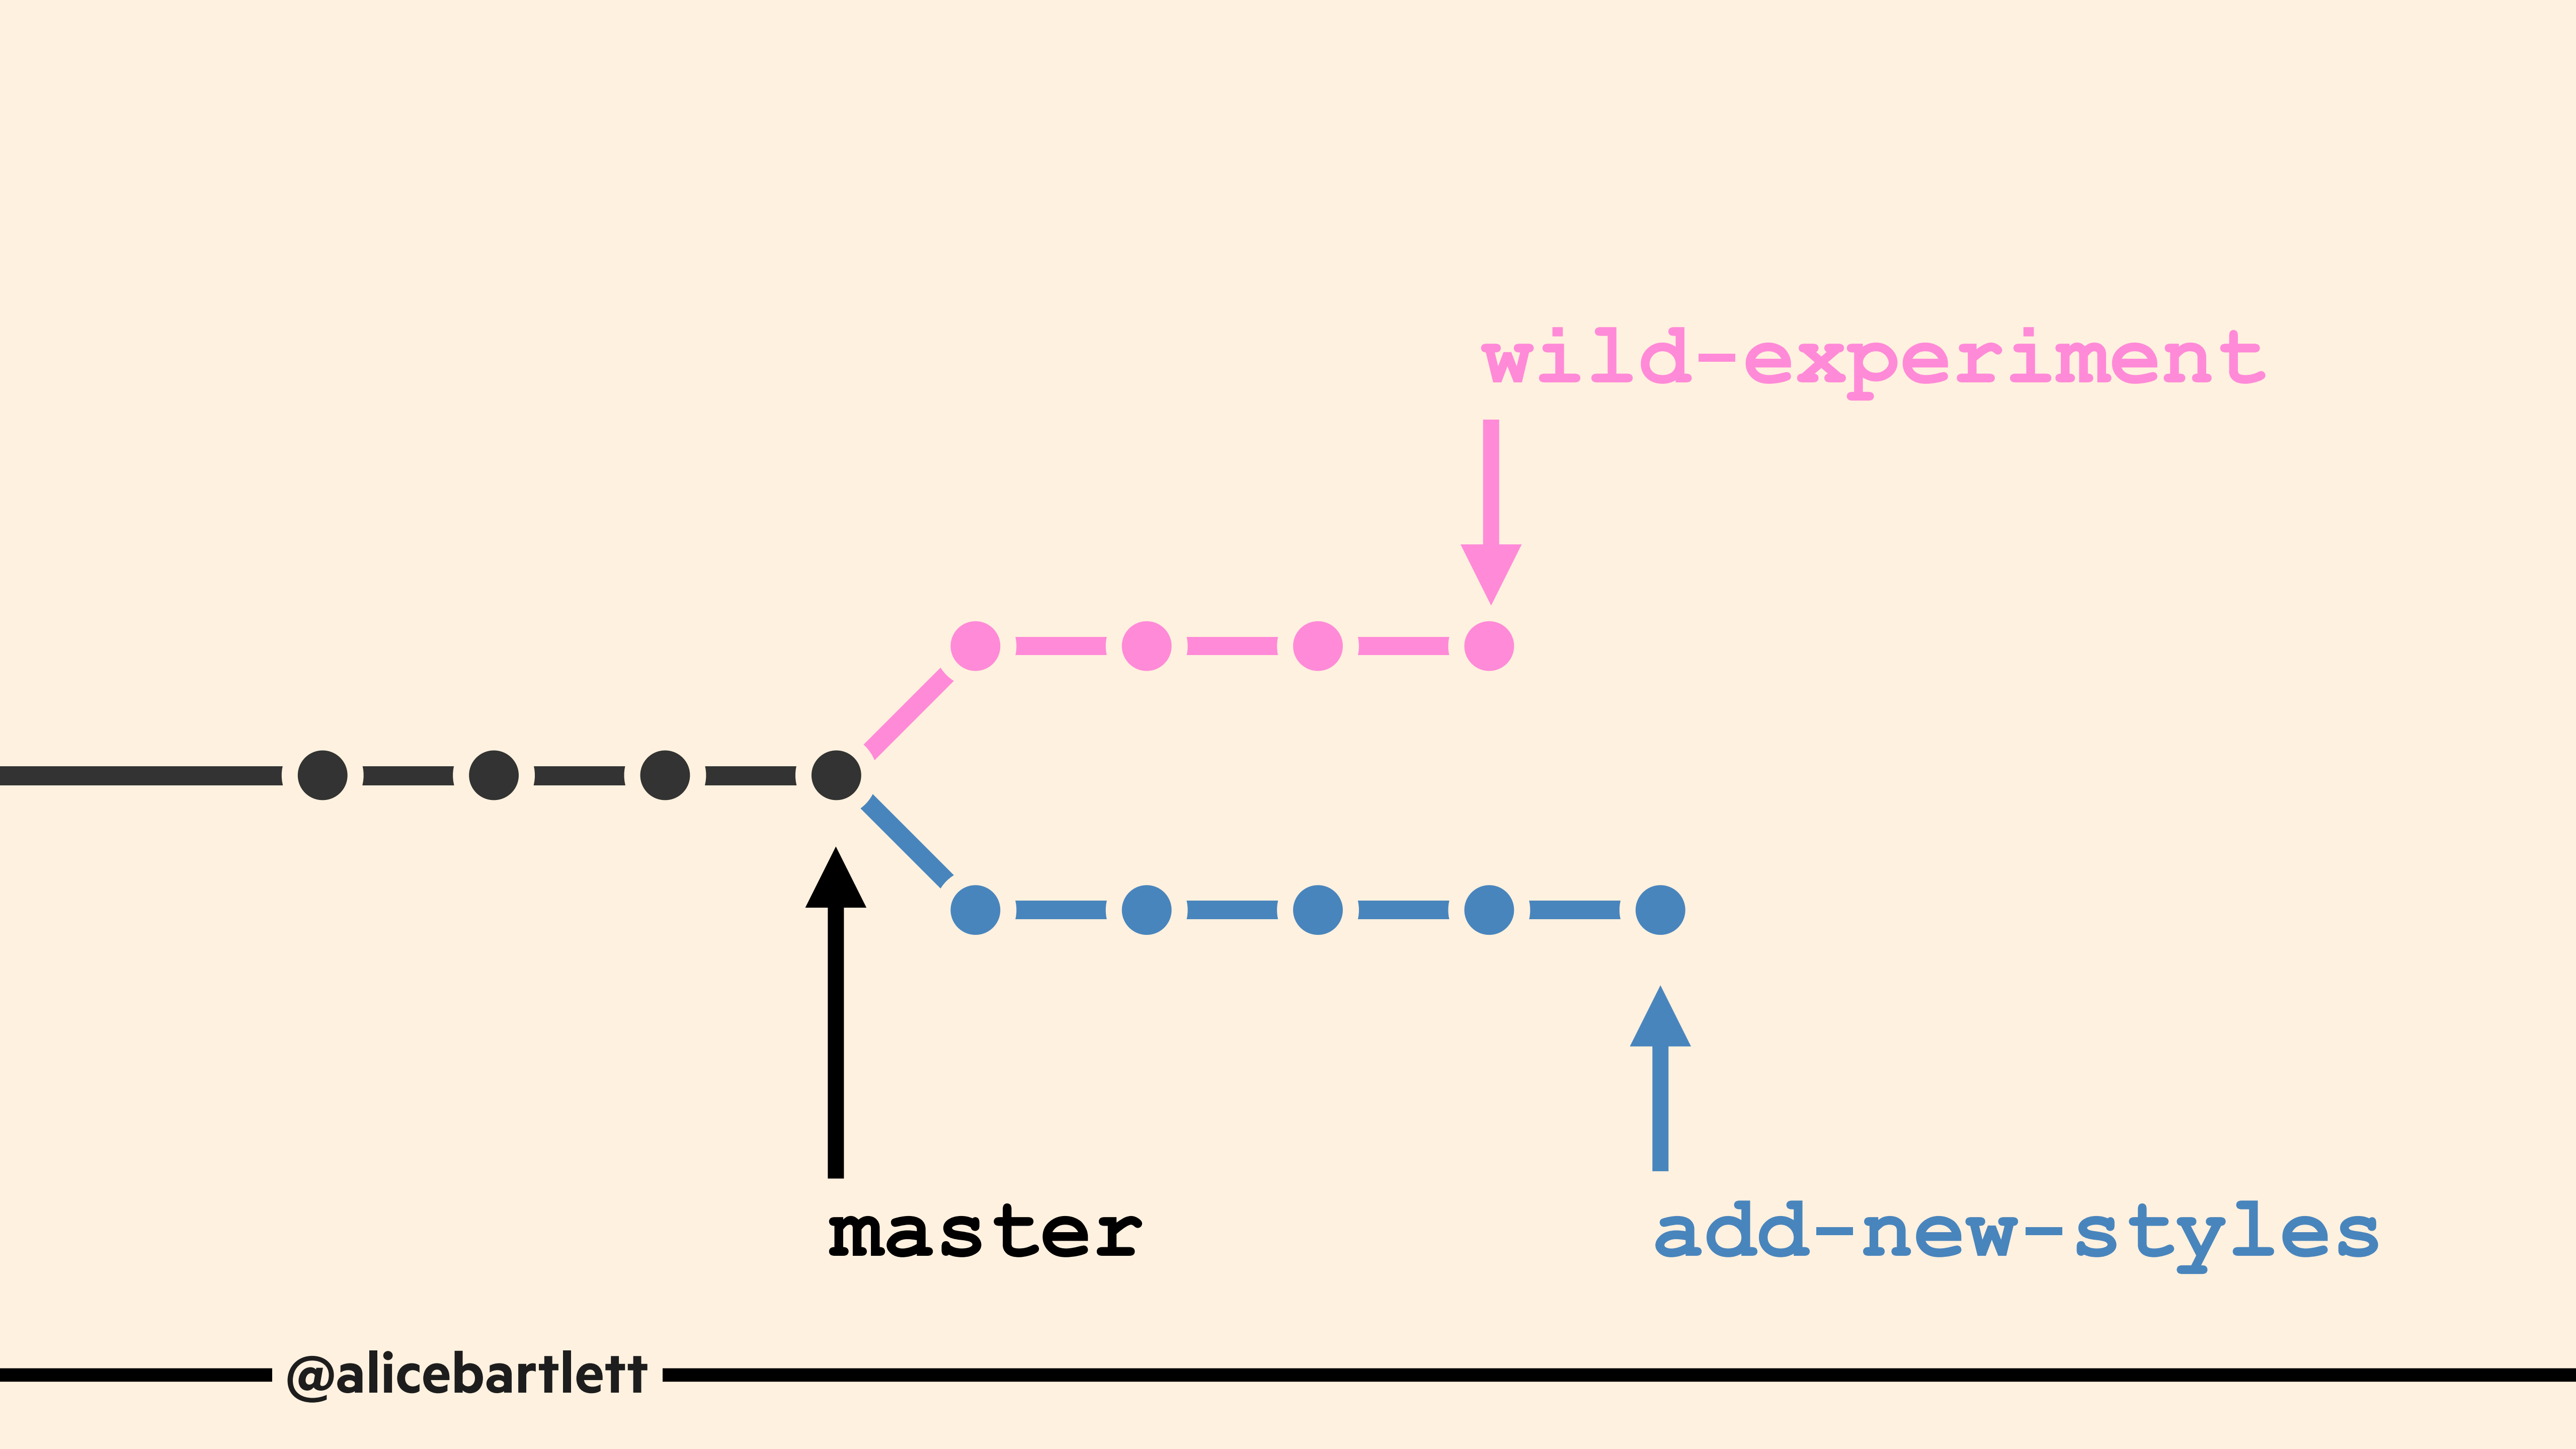 wild-experiment
master
add-new-styles
@alicebartlett